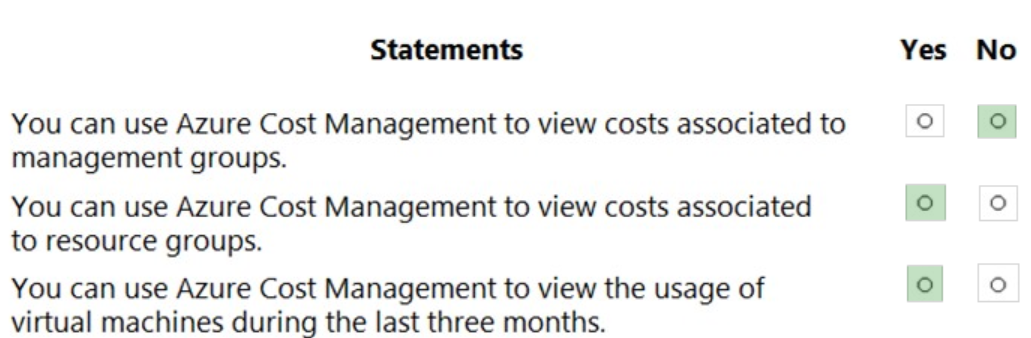 Statements Yes No
You can use Azure Cost Management to view costs associated to
management groups.
You can use Azure Cost Management to view costs associated
to resource groups.
You can use Azure Cost Management to view the usage of
virtual machines during the last three months.